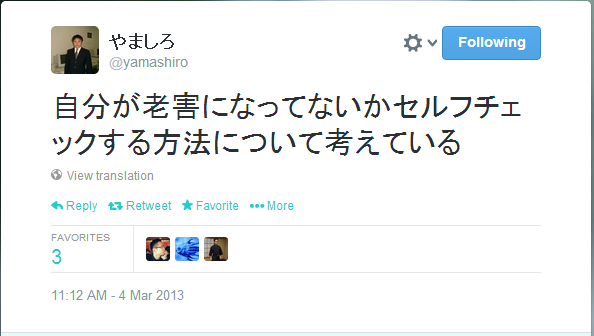 やましろ
@yamashiro
Following
自分が老害になってないかセルフチェ
ックする方法について考えている
View translation
Reply Retweet Favorite More
FAVORITES
3
11:12 AM - 4 Mar 2013